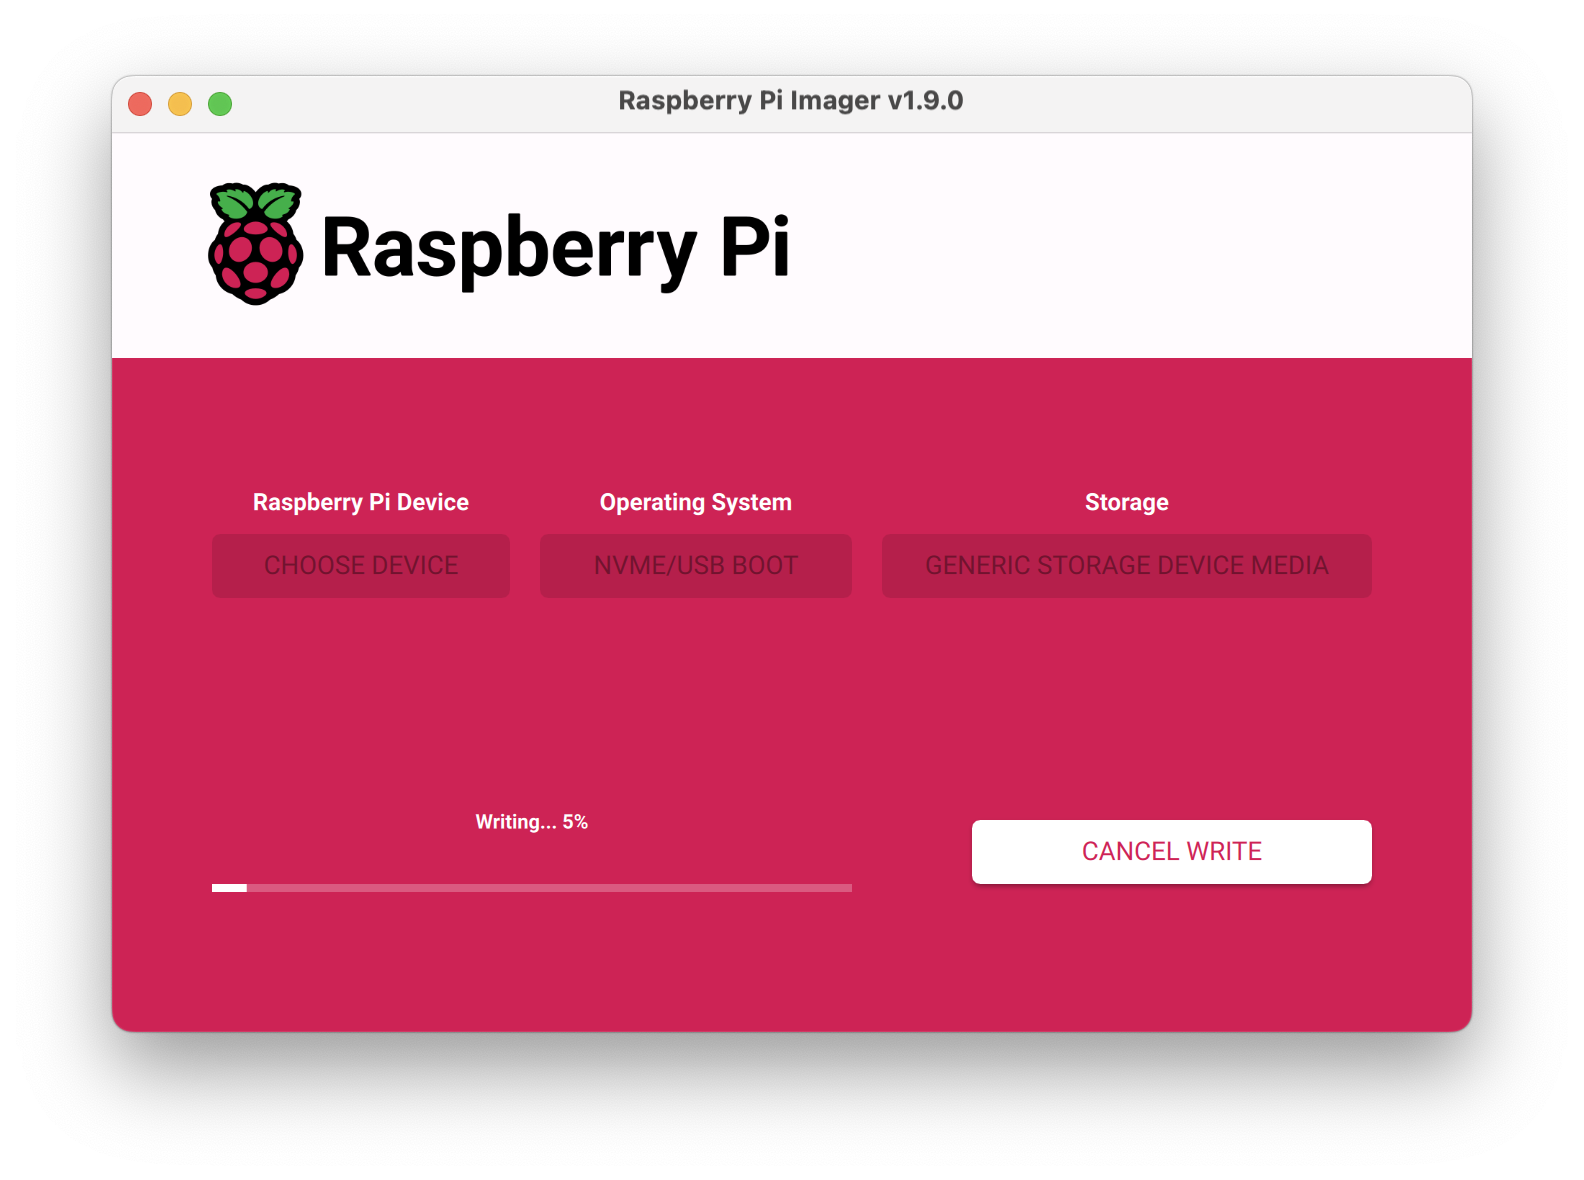 Raspberry Pi Imager v1.9.0
Raspberry Pi
Raspberry Pi Device
Operating System
Storage
CHOOSE DEVICE
NVME/USB BOOT
GENERIC STORAGE DEVICE MEDIA
Writing... 5%
CANCEL WRITE